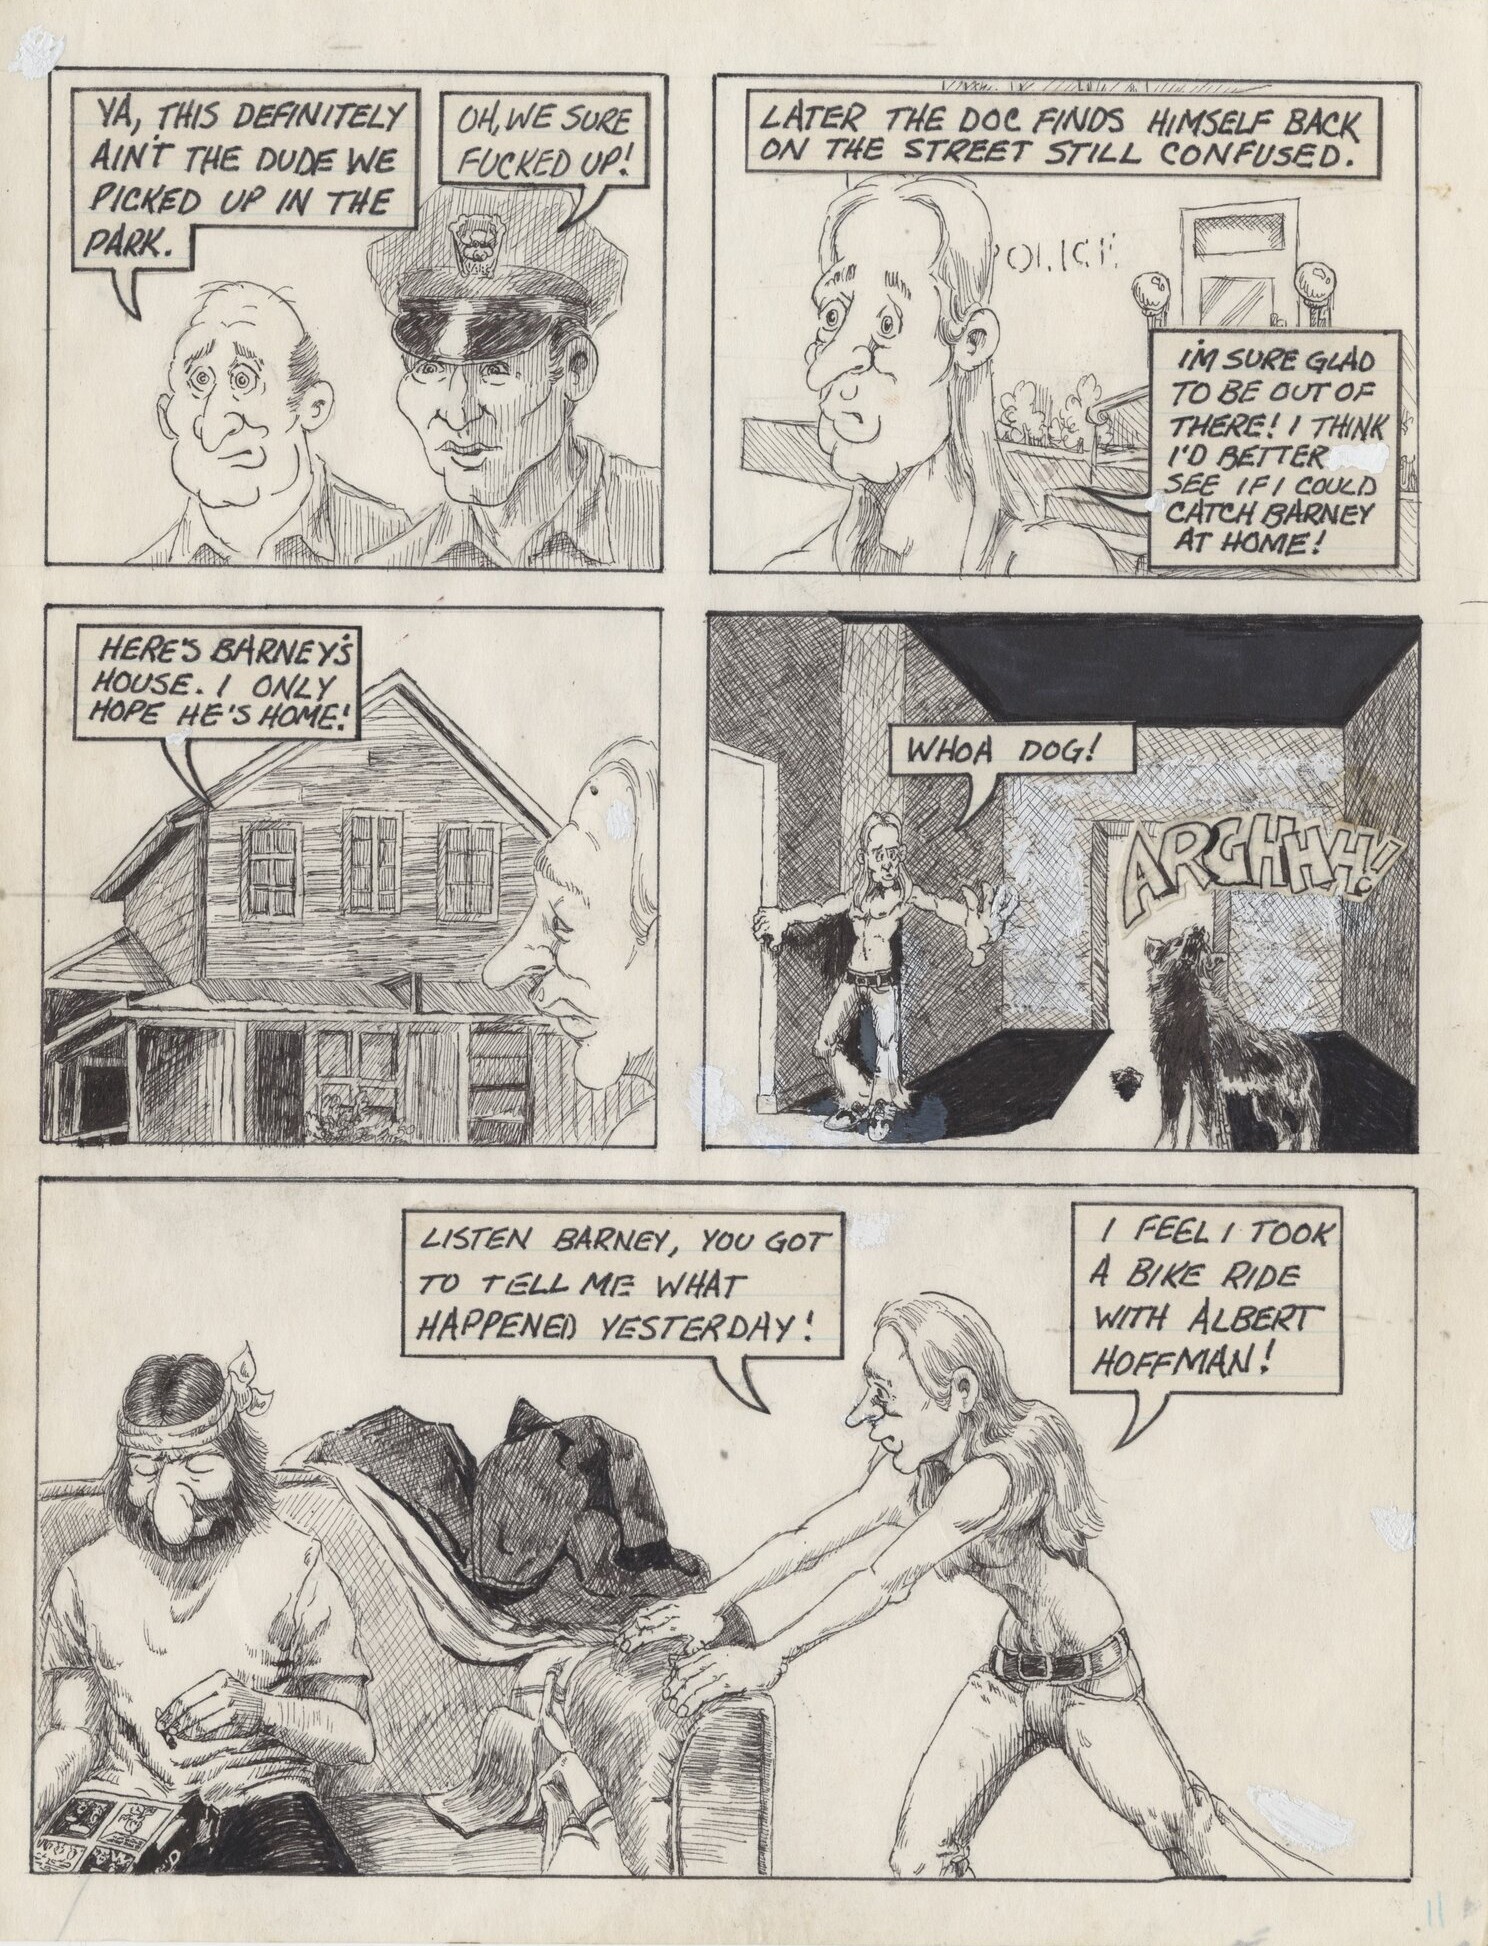 YA, THIS DEFINITELY
AIN'T THE DUDE WE
PICKED UP IN THE
PARK.
OH, WE SURE
FUCKED UP!
LATER THE DOC FINDS HIMSELF BACK
ON THE STREET STILL CONFUSED.
POLICE
I'M SURE GLAD
TO BE OUT OF
THERE! I THINK
I'D BETTER
SEE IF I COULD
CATCH BARNEY
AT HOME!
HERE'S BARNEY'S
HOUSE. I ONLY
HOPE HE'S HOME!
WHOA DOG!
ARGHHH!
LISTEN BARNEY, YOU GOT
TO TELL ME WHAT
HAPPENED YESTERDAY!
I FEEL I TOOK
A BIKE RIDE
WITH ALBERT
HOFFMAN!
11